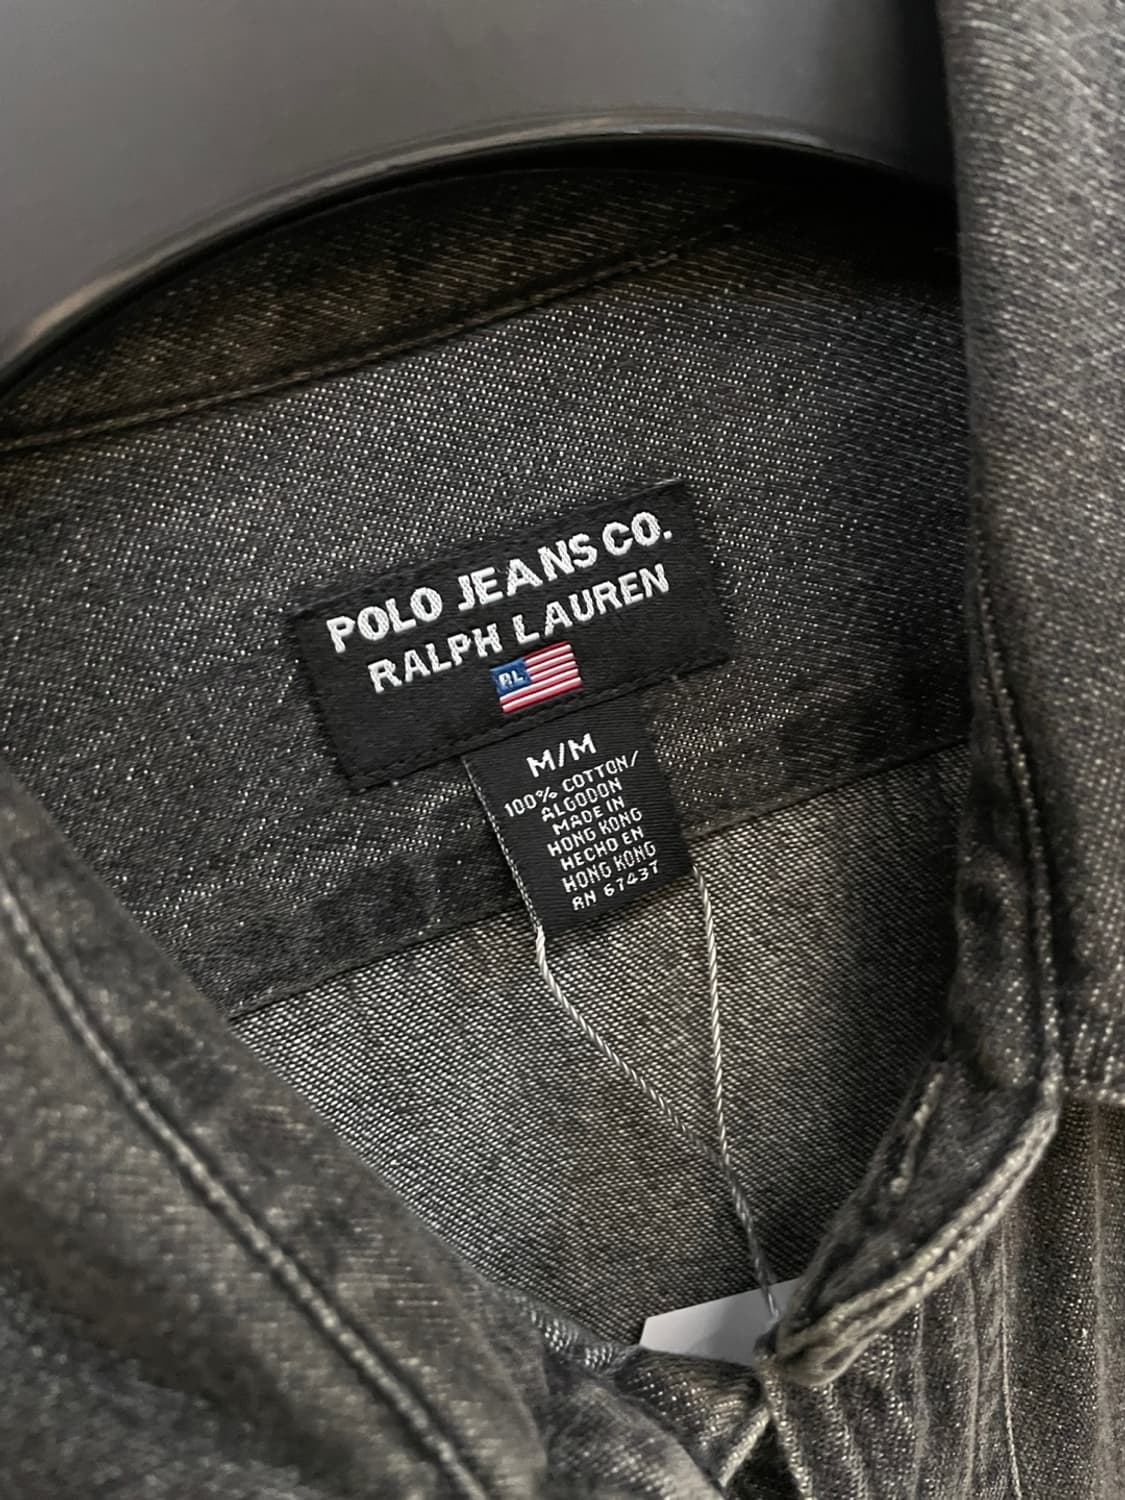 POLO JEANS CO.
RALPH LAUREN
RL
M/M
100% COTTON/
ALGODON
MADE IN
HONG KONG
HECHO EN
HONG KONG
RN 67437